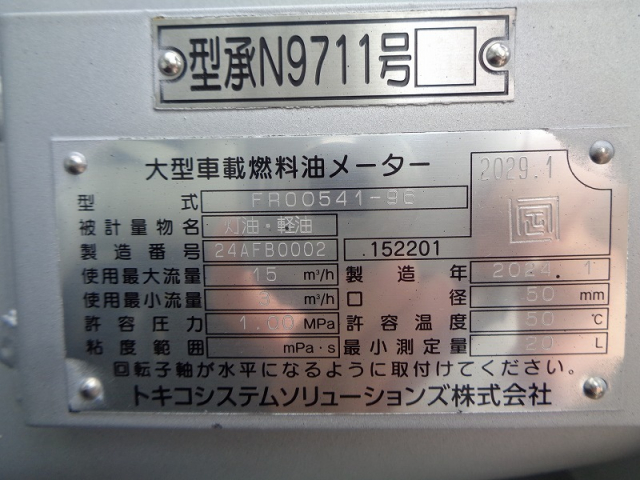 型承N9711号
大型車載燃料油メーター 2029.1
型式 FR00541-96
被計量物名 灯油・軽油
製造番号 24AFB0002 .152201
使用最大流量 15 m³/h 製造年 2024. 1
使用最小流量 3 m³/h 口径 50 mm
許容圧力 1.00 MPa 許容温度 50 ℃
粘度範囲 mPa・s 最小測定量 20 L
回転子軸が水平になるように取付けてください。
トキコシステムソリューションズ株式会社